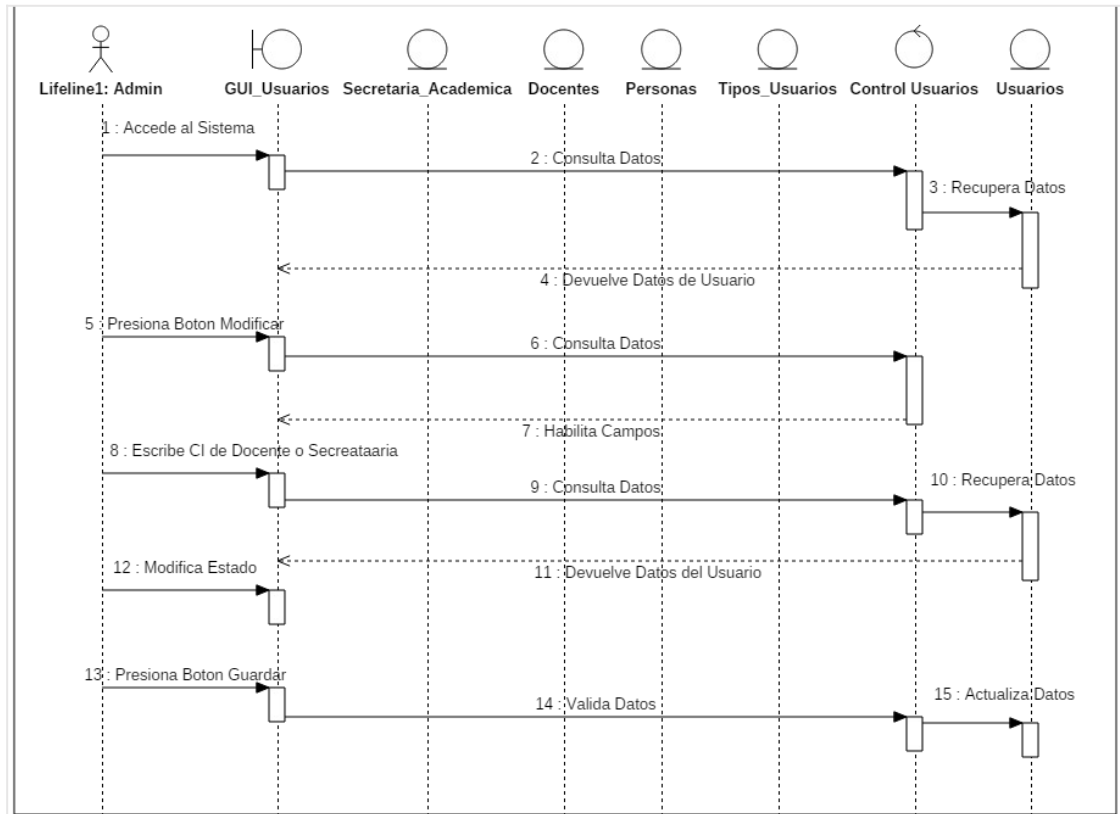 Lifeline1: Admin
GUI_Usuarios
Secretaria_Academica
Docentes
Personas
Tipos_Usuarios
Control Usuarios
Usuarios
1 : Accede al Sistema
2 : Consulta Datos
3 : Recupera Datos
4 : Devuelve Datos de Usuario
5 : Presiona Boton Modificar
6 : Consulta Datos
7 : Habilita Campos
8 : Escribe CI de Docente o Secreataaria
9 : Consulta Datos
10 : Recupera Datos
11 : Devuelve Datos del Usuario
12 : Modifica Estado
13 : Presiona Boton Guardar
14 : Valida Datos
15 : Actualiza Datos